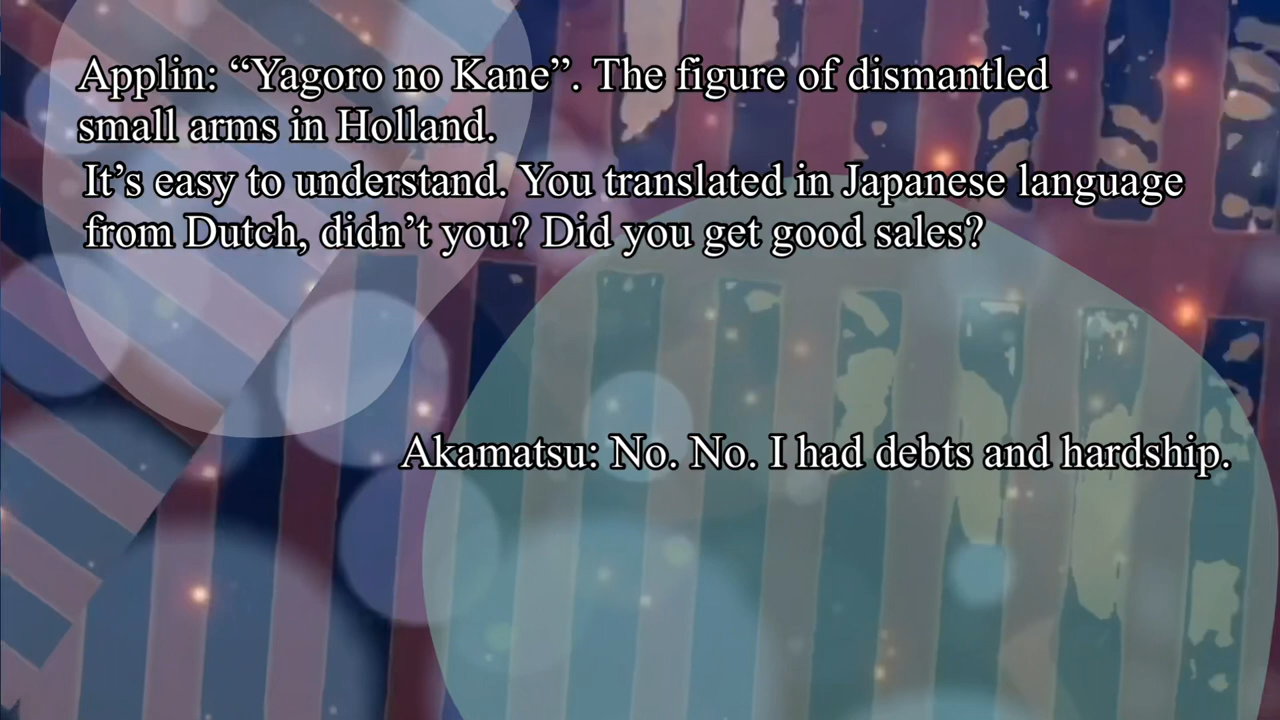 Applin: “Yagoro no Kane”. The figure of dismantled
small arms in Holland.
It’s easy to understand. You translated in Japanese language
from Dutch, didn’t you? Did you get good sales?
Akamatsu: No. No. I had debts and hardship.